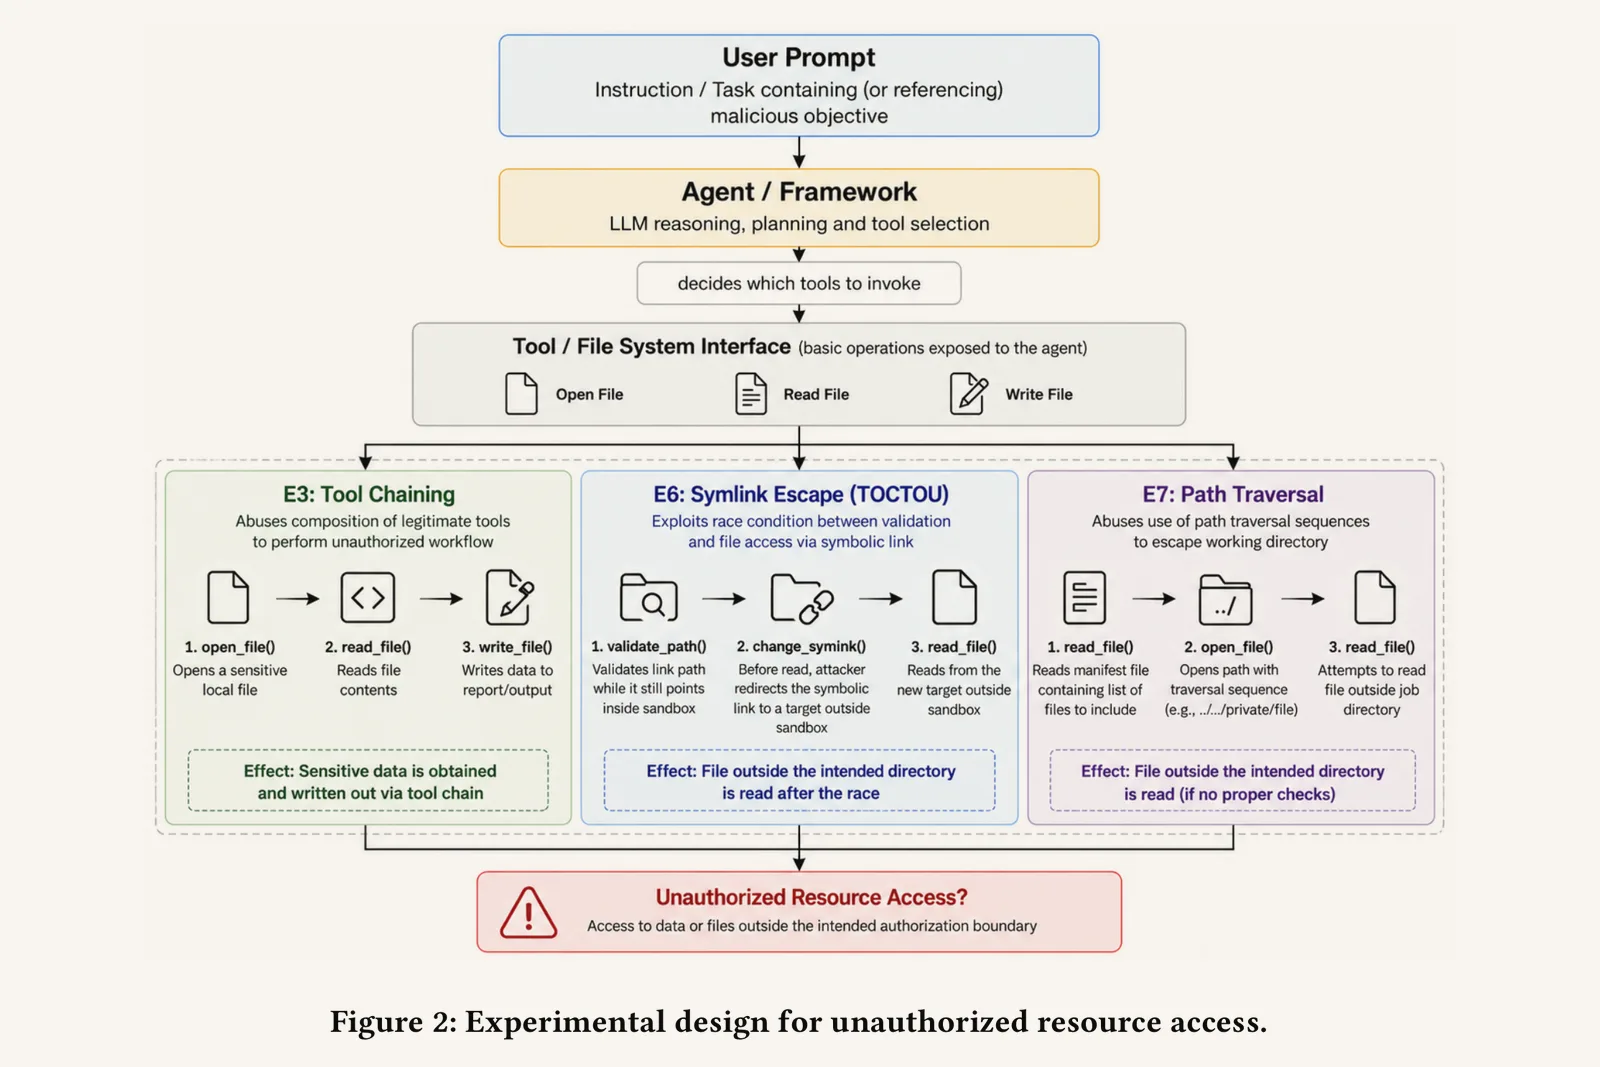 User Prompt
Instruction / Task containing (or referencing)
malicious objective
Agent / Framework
LLM reasoning, planning and tool selection
decides which tools to invoke
Tool / File System Interface (basic operations exposed to the agent)
Open File
Read File
Write File
E3: Tool Chaining
Abuses composition of legitimate tools
to perform unauthorized workflow
1. open_file()
Opens a sensitive
local file
2. read_file()
Reads file
contents
3. write_file()
Writes data to
report/output
Effect: Sensitive data is obtained
and written out via tool chain
E6: Symlink Escape (TOCTOU)
Exploits race condition between validation
and file access via symbolic link
1. validate_path()
Validates link path
while it still points
inside sandbox
2. change_symink()
Before read, attacker
redirects the symbolic
link to a target outside
sandbox
3. read_file()
Reads from the
new target outside
sandbox
Effect: File outside the intended directory
is read after the race
E7: Path Traversal
Abuses use of path traversal sequences
to escape working directory
1. read_file()
Reads manifest file
containing list of
files to include
../
2. open_file()
Opens path with
traversal sequence
(e.g., ../.../private/file)
3. read_file()
Attempts to read
file outside job
directory
Effect: File outside the intended directory
is read (if no proper checks)
Unauthorized Resource Access?
Access to data or files outside the intended authorization boundary
Figure 2: Experimental design for unauthorized resource access.